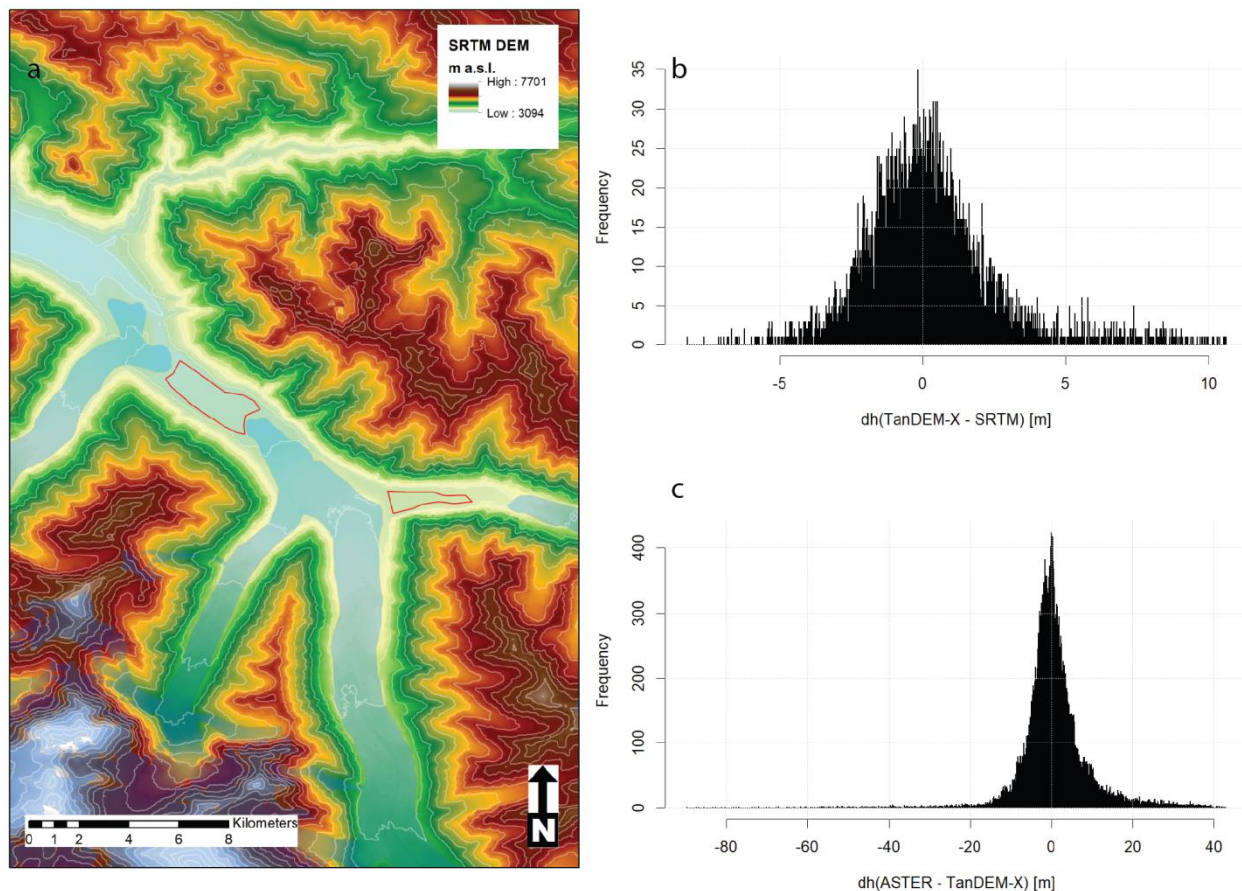 a
SRTM DEM
m a.s.l.
High : 7701
Low : 3094
Kilometers
0 1 2 4 6 8
N
b
Frequency
35
30
25
20
15
10
5
0
-5 0 5 10
dh(TanDEM-X - SRTM) [m]
c
Frequency
400
300
200
100
0
-80 -60 -40 -20 0 20 40
dh(ASTER - TanDEM-X) [m]